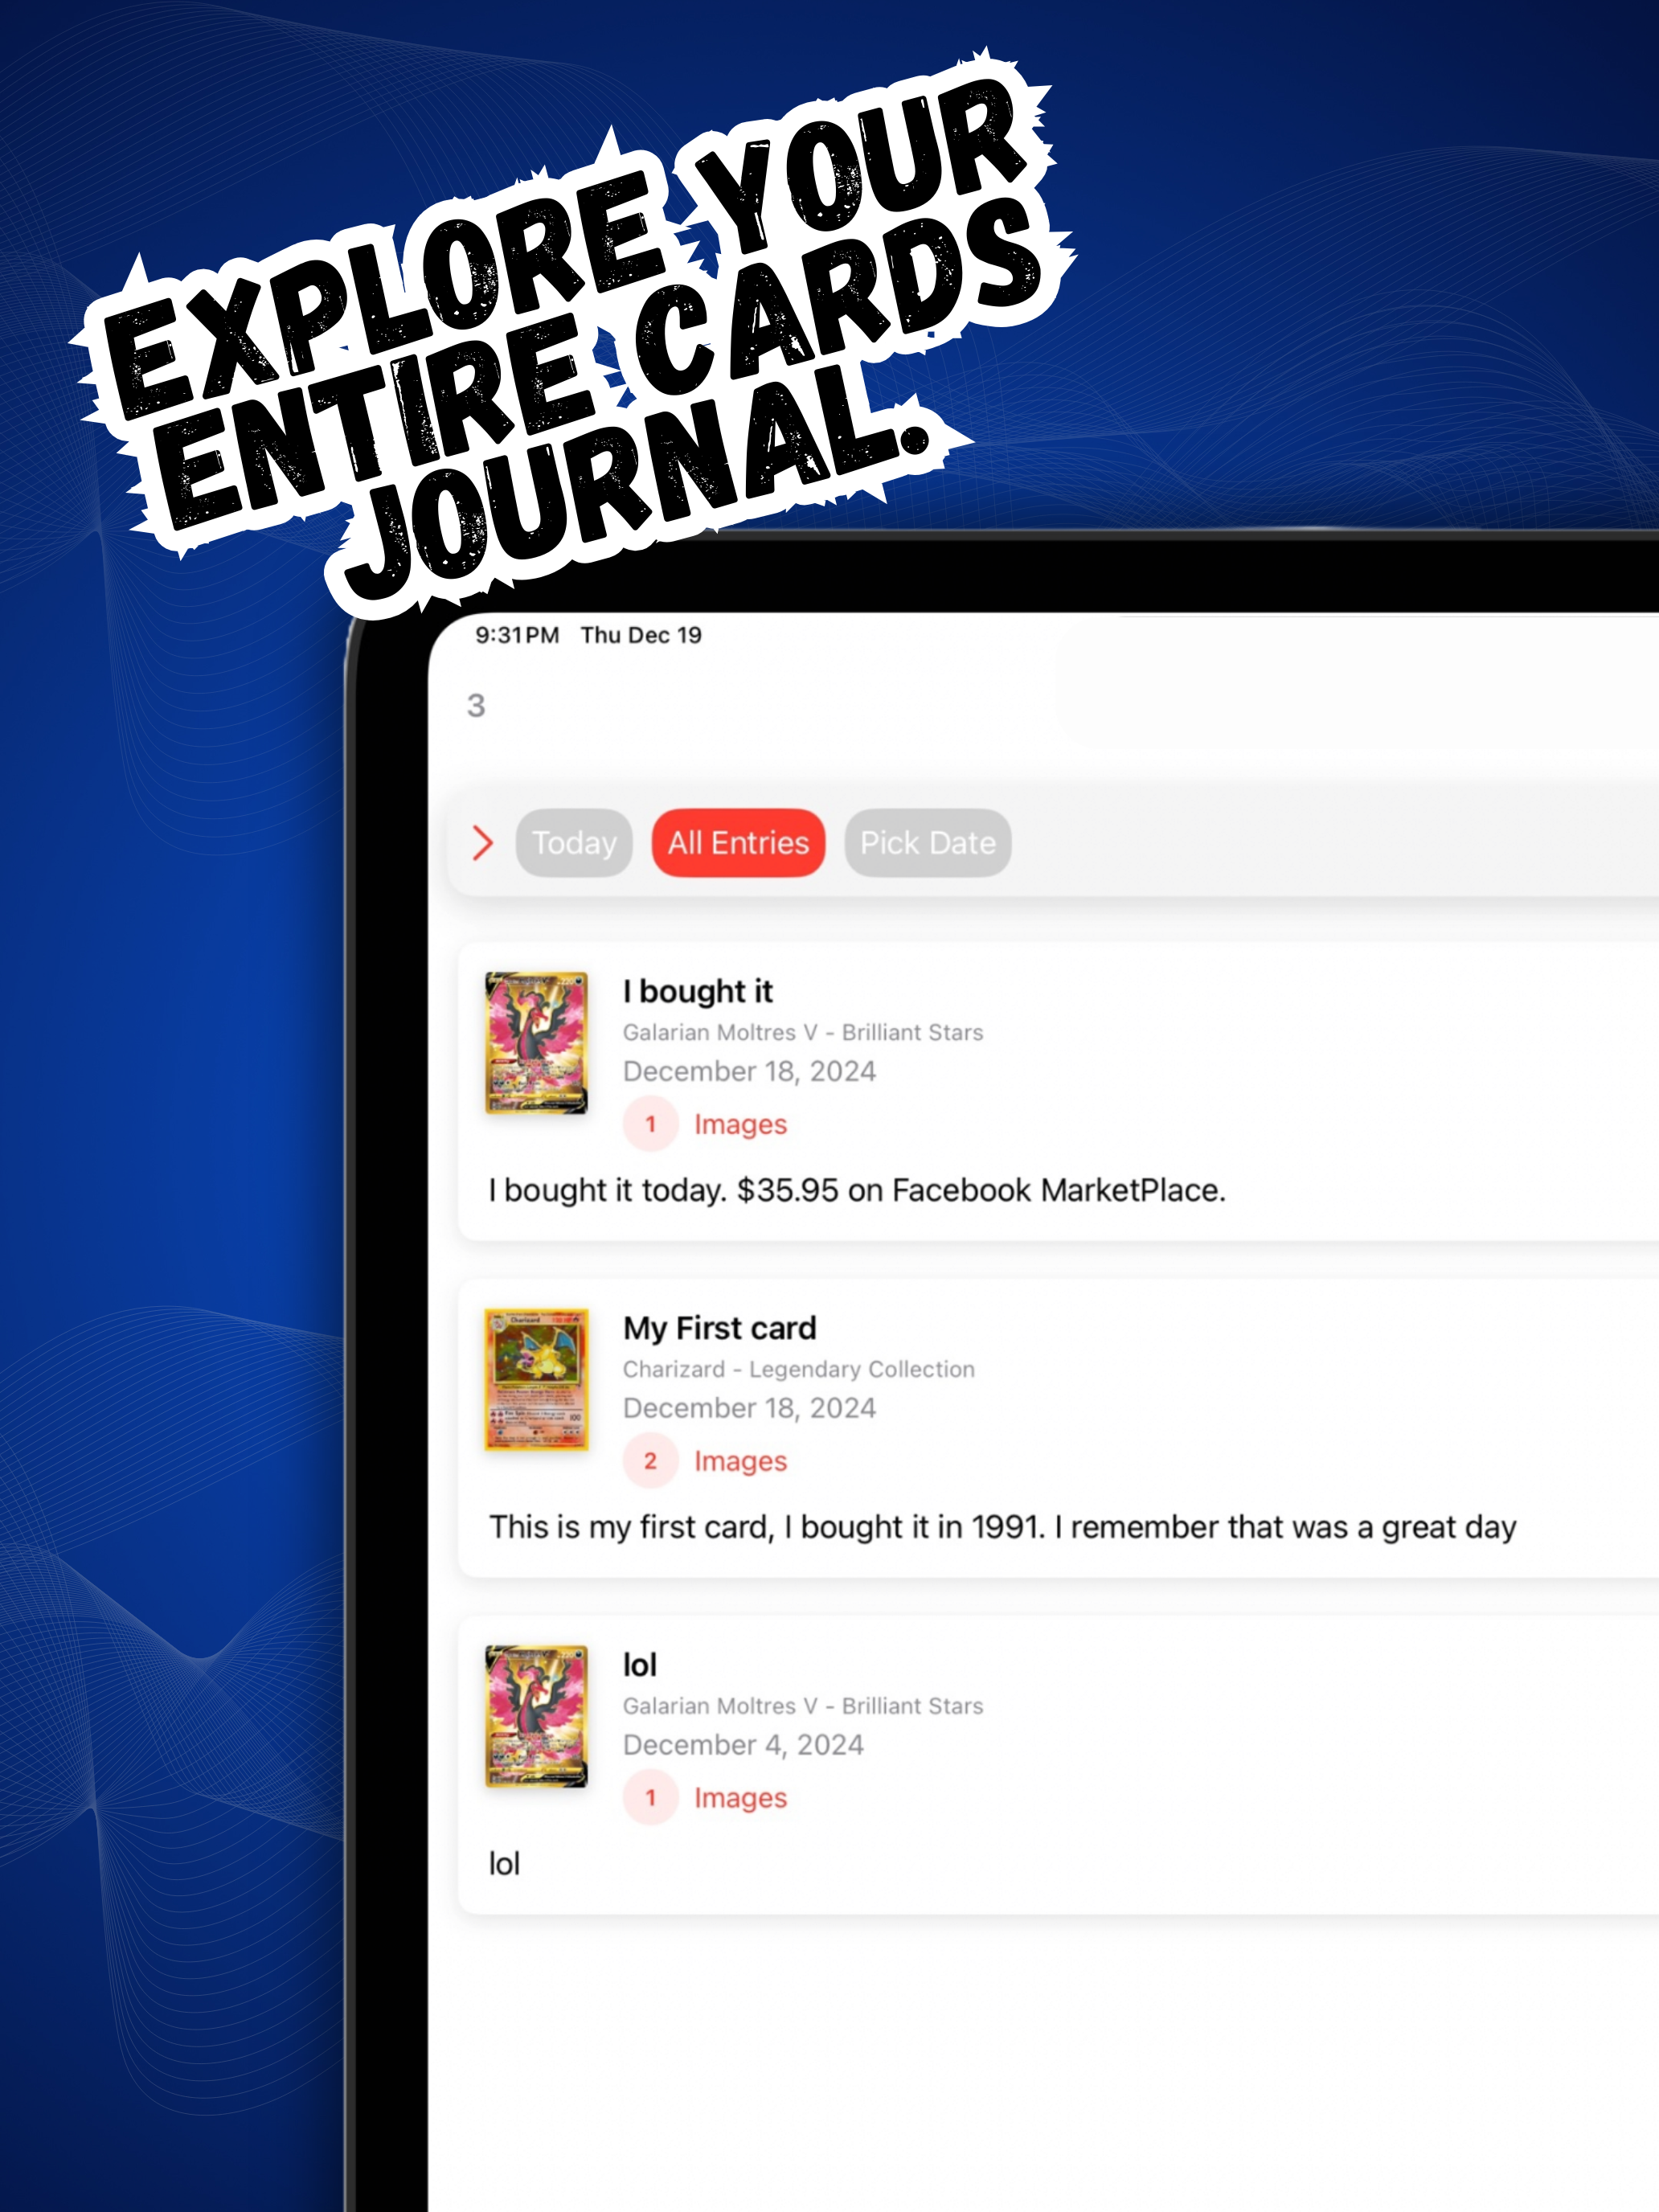 EXPLORE YOUR
ENTIRE CARDS
JOURNAL.
9:31 PM Thu Dec 19
3
Today All Entries Pick Date
I bought it
Galarian Moltres V - Brilliant Stars
December 18, 2024
1 Images
I bought it today. $35.95 on Facebook MarketPlace.
Charizard
100
My First card
Charizard - Legendary Collection
December 18, 2024
2 Images
This is my first card, I bought it in 1991. I remember that was a great day
lol
Galarian Moltres V - Brilliant Stars
December 4, 2024
1 Images
lol